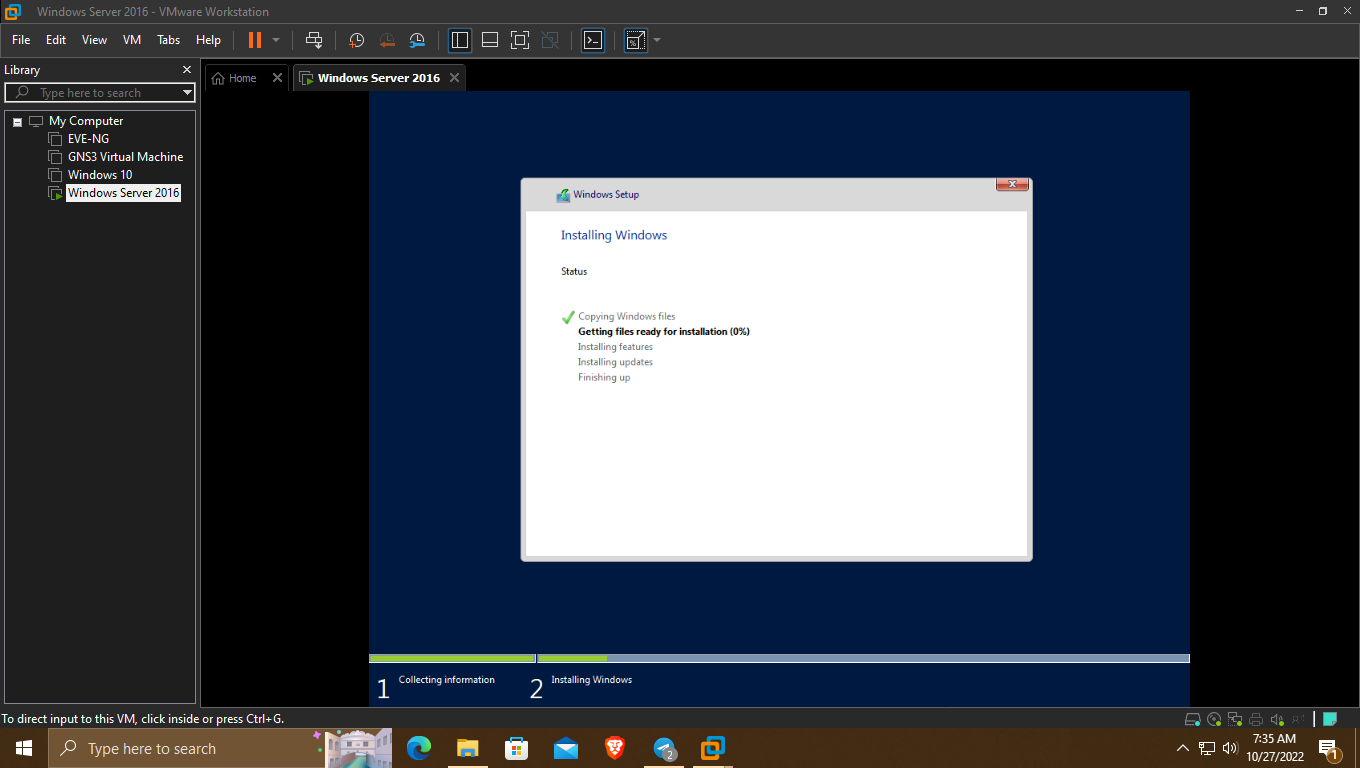 Windows Server 2016 - VMware Workstation
File Edit View VM Tabs Help
Library
Type here to search
My Computer
EVE-NG
GNS3 Virtual Machine
Windows 10
Windows Server 2016
Home
Windows Server 2016
Windows Setup
Installing Windows
Status
Copying Windows files
Getting files ready for installation (0%)
Installing features
Installing updates
Finishing up
1 Collecting information
2 Installing Windows
To direct input to this VM, click inside or press Ctrl+G.
Type here to search
2
7:35 AM
10/27/2022
1